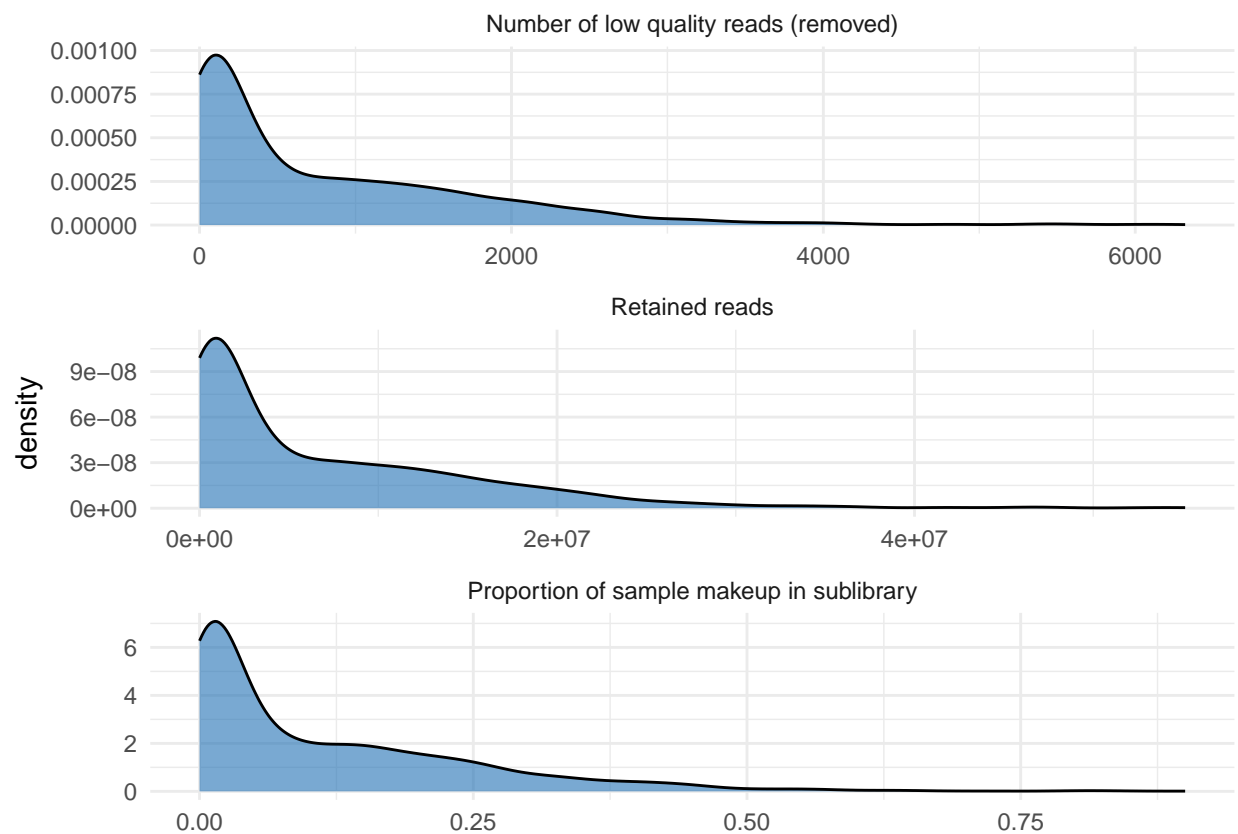 Number of low quality reads (removed)
0.00100
0.00075
0.00050
0.00025
0.00000
0 2000 4000 6000
Retained reads
density
9e−08
6e−08
3e−08
0e+00
0e+00 2e+07 4e+07
Proportion of sample makeup in sublibrary
6
4
2
0
0.00 0.25 0.50 0.75